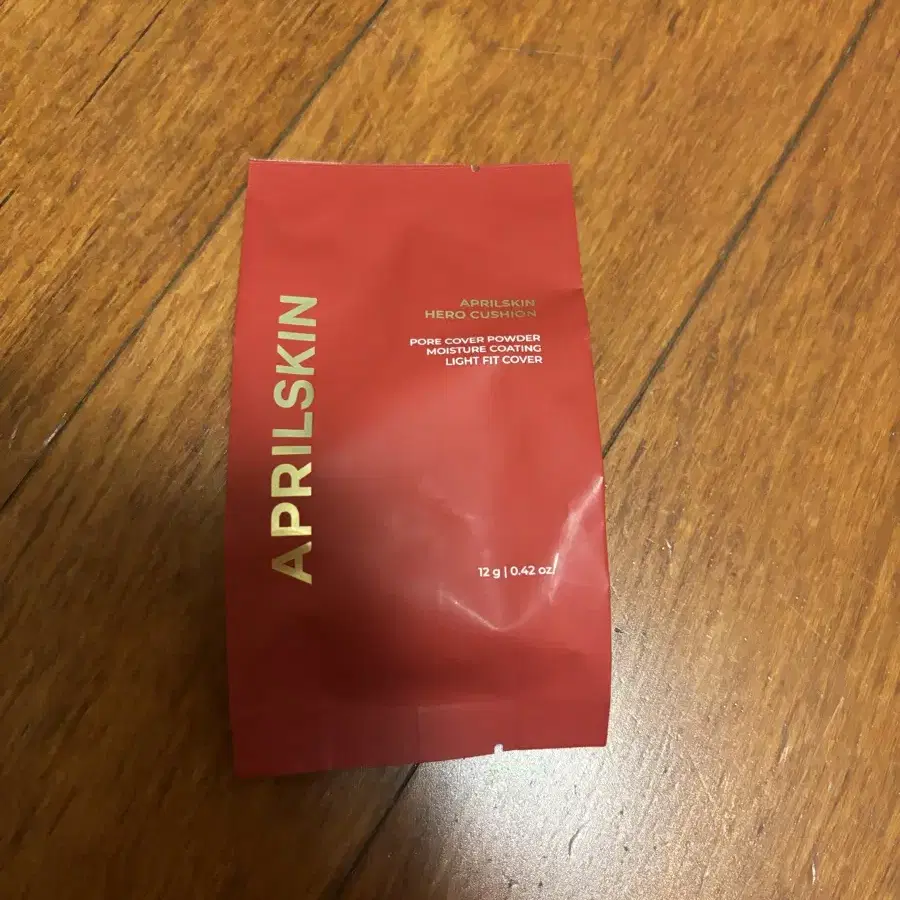 APRILSKIN
APRILSKIN
HERO CUSHION
PORE COVER POWDER
MOISTURE COATING
LIGHT FIT COVER
12 g | 0.42 oz